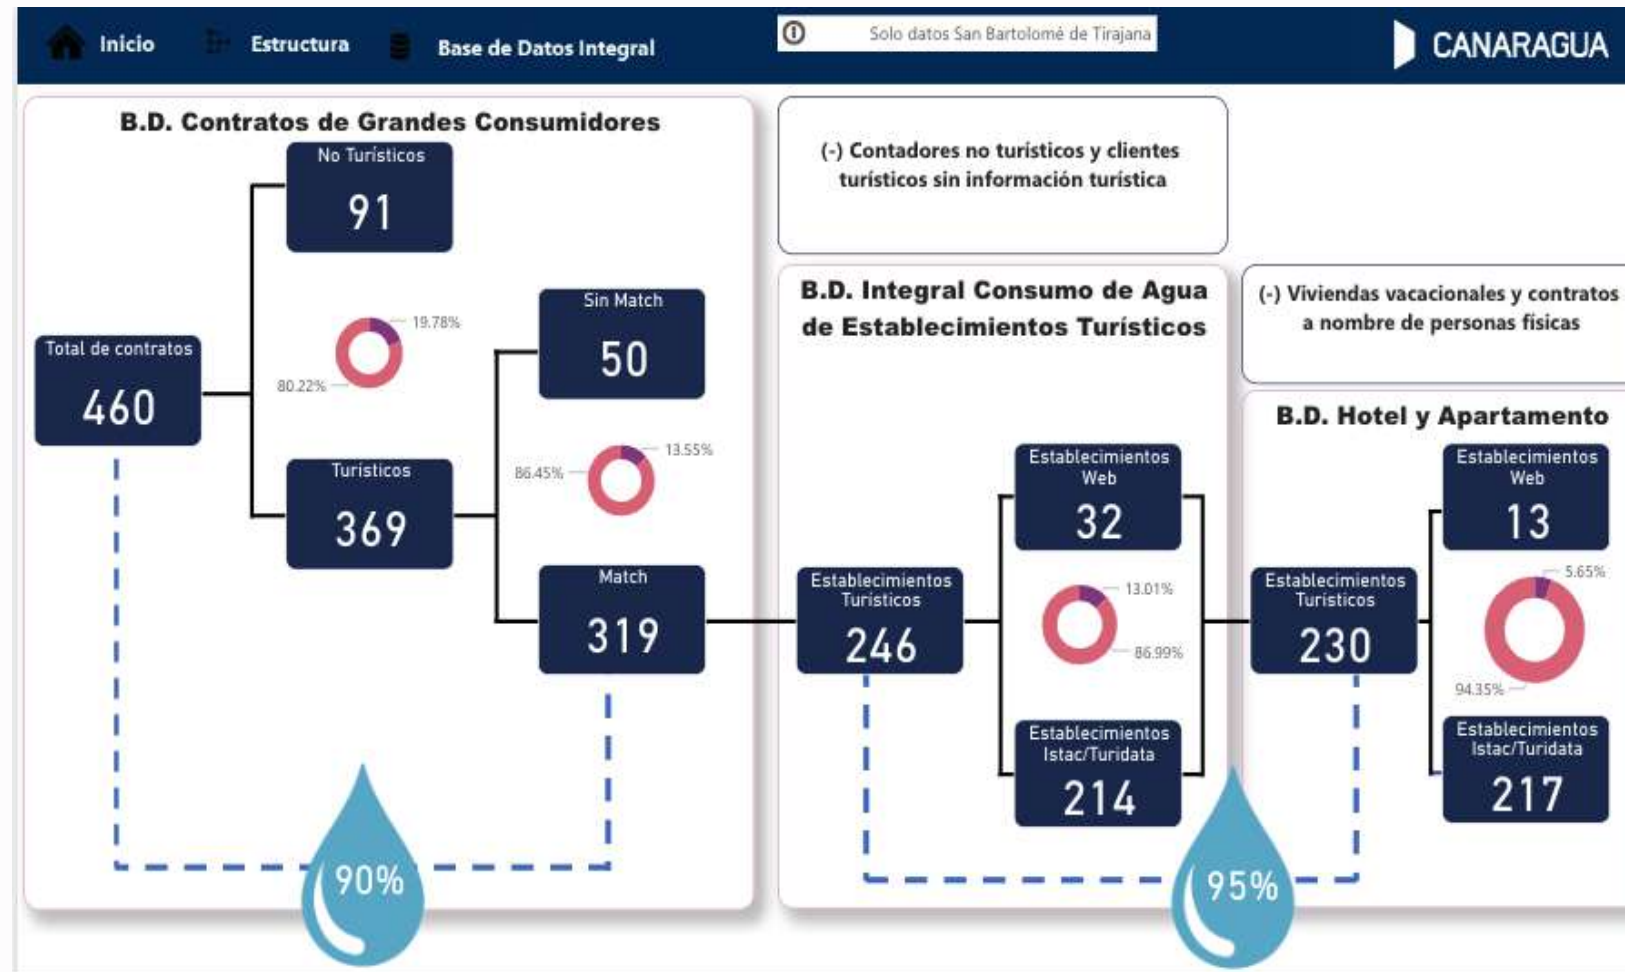 Inicio
Estructura
Base de Datos Integral
Solo datos San Bartolomé de Tirajana
CANARAGUA
B.D. Contratos de Grandes Consumidores
No Turísticos
91
19.78%
80.22%
Total de contratos
460
Turísticos
369
Sin Match
50
13.55%
86.45%
Match
319
90%
(-) Contadores no turísticos y clientes
turísticos sin información turística
B.D. Integral Consumo de Agua
de Establecimientos Turísticos
Establecimientos
Turísticos
246
Establecimientos
Web
32
13.01%
86.99%
Establecimientos
Istac/Turidata
214
95%
(-) Viviendas vacacionales y contratos
a nombre de personas físicas
B.D. Hotel y Apartamento
Establecimientos
Turísticos
230
Establecimientos
Web
13
5.65%
94.35%
Establecimientos
Istac/Turidata
217